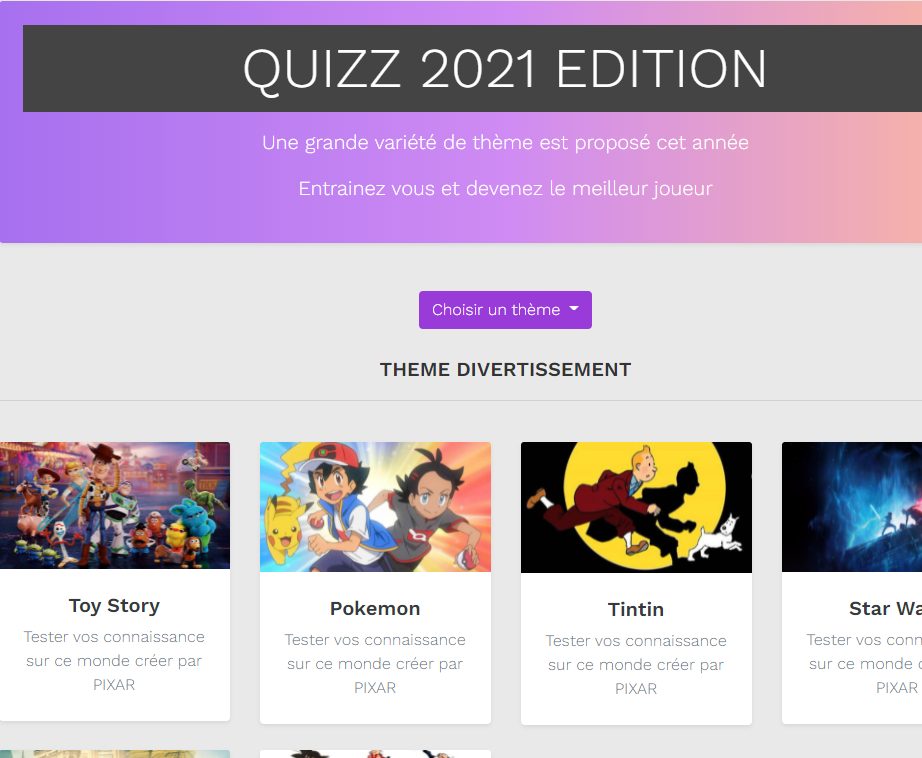 QUIZZ 2021 EDITION
Une grande variété de thème est proposé cet année
Entrainez vous et devenez le meilleur joueur
Choisir un thème
THEME DIVERTISSEMENT
Toy Story
Tester vos connaissance
sur ce monde créer par
PIXAR
Pokemon
Tester vos connaissance
sur ce monde créer par
PIXAR
Tintin
Tester vos connaissance
sur ce monde créer par
PIXAR
Star Wa
Tester vos conn
sur ce monde c
PIXAR